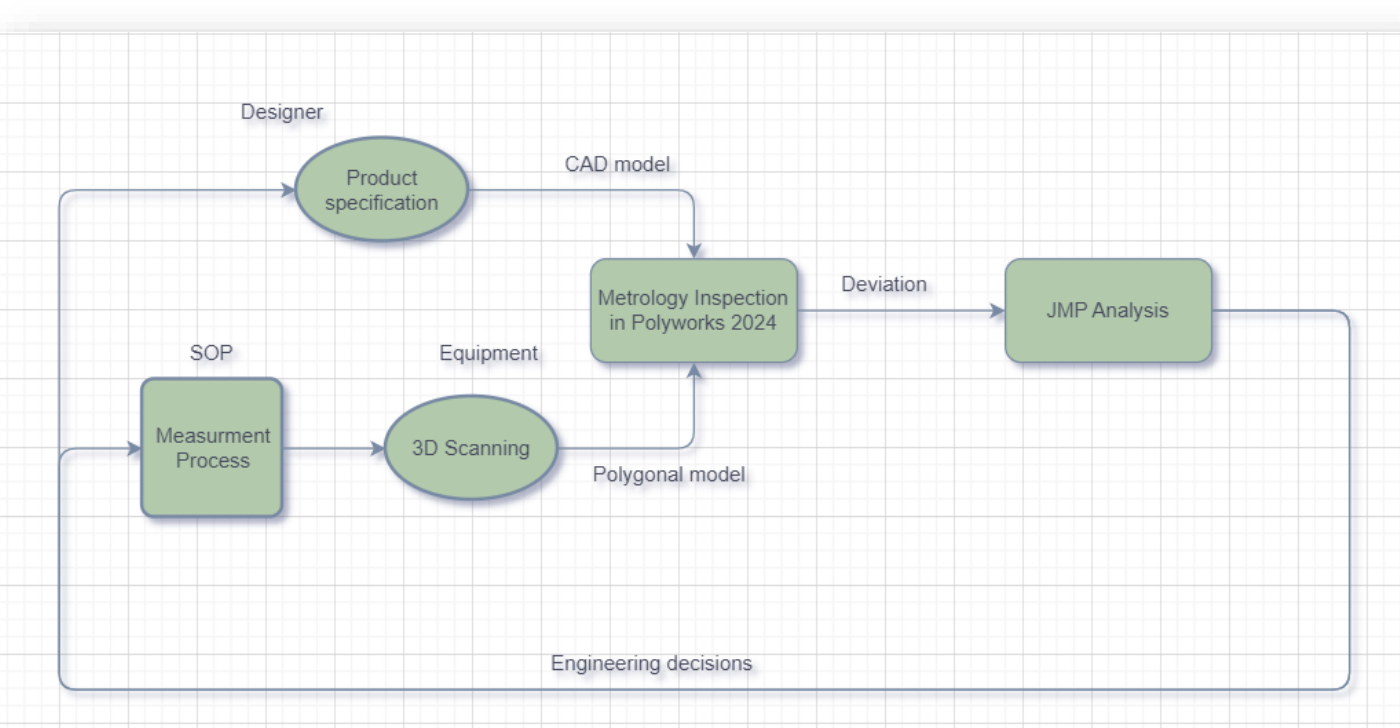 Designer
CAD model
Product
specification
Deviation
Metrology Inspection
in Polyworks 2024
JMP Analysis
SOP
Equipment
Measurment
Process
3D Scanning
Polygonal model
Engineering decisions